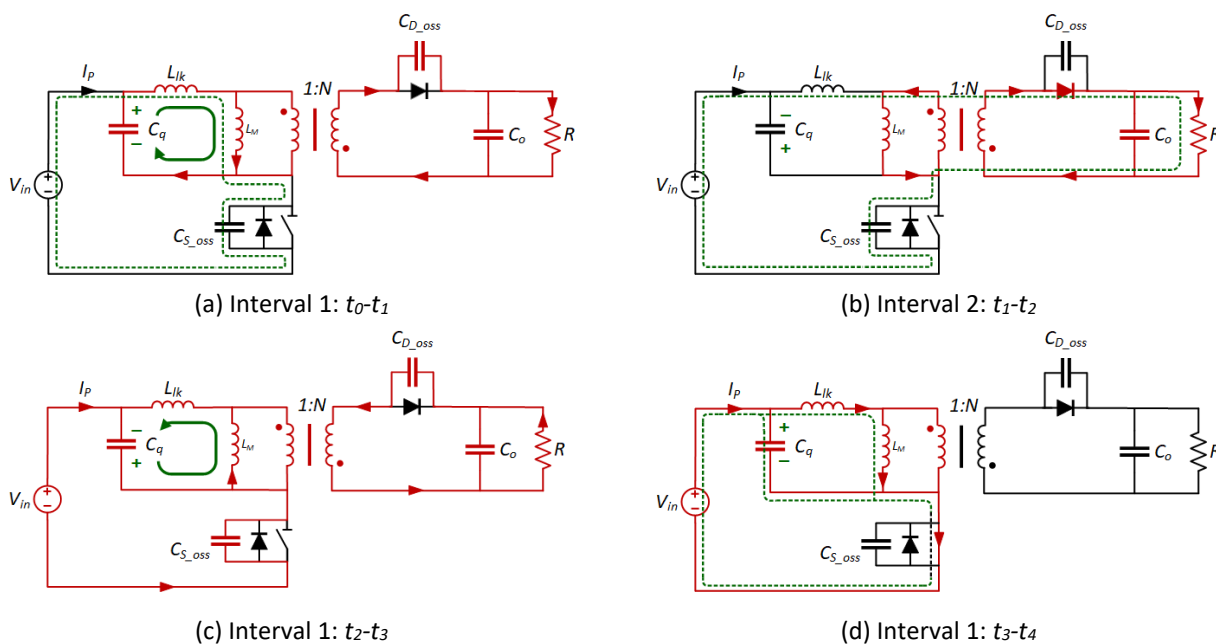 C_D_oss
I_P
L_lk
1:N
+
C_q
L_M
−
C_o
R
V_in
+
−
C_S_oss
(a) Interval 1: t_0-t_1
C_D_oss
I_P
L_lk
1:N
−
C_q
L_M
+
C_o
R
V_in
+
−
C_S_oss
(b) Interval 2: t_1-t_2
C_D_oss
I_P
L_lk
1:N
−
C_q
L_M
+
C_o
R
V_in
+
−
C_S_oss
(c) Interval 1: t_2-t_3
C_D_oss
I_P
L_lk
1:N
+
C_q
L_M
−
C_o
R
V_in
+
−
C_S_oss
(d) Interval 1: t_3-t_4